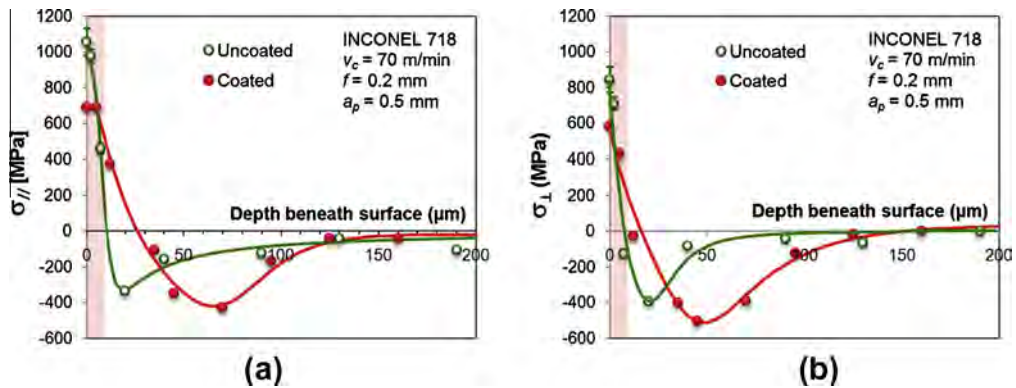 1200
1000
800
600
400
200
0
-200
-400
-600
σ// [MPa]
Uncoated
Coated
INCONEL 718
vc = 70 m/min
f = 0.2 mm
ap = 0.5 mm
Depth beneath surface (µm)
0 50 100 150 200
(a)
1200
1000
800
600
400
200
0
-200
-400
-600
σ⊥ (MPa)
Uncoated
Coated
INCONEL 718
vc = 70 m/min
f = 0.2 mm
ap = 0.5 mm
Depth beneath surface (µm)
0 50 100 150 200
(b)